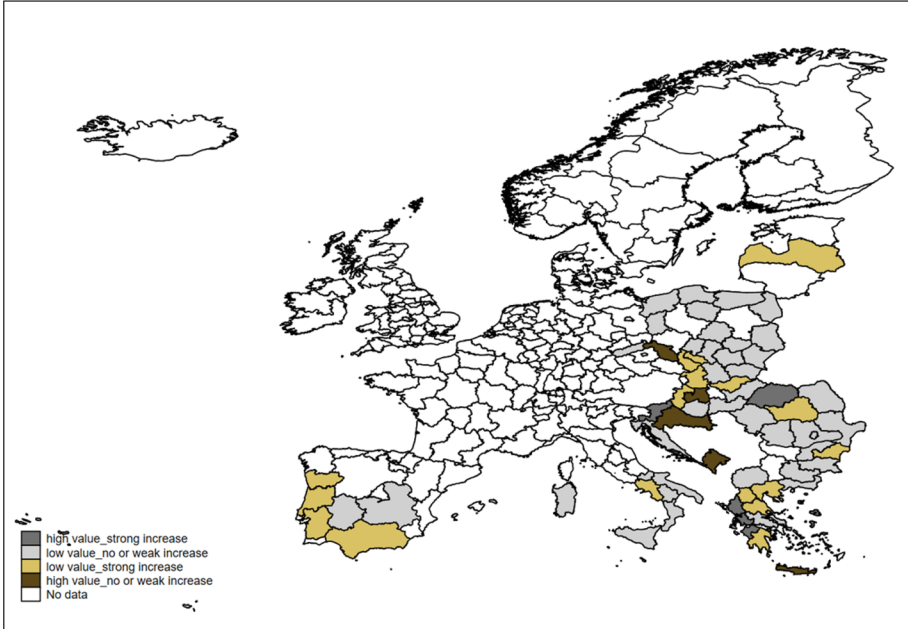 high value_strong increase
low value_no or weak increase
low value_strong increase
high value_no or weak increase
No data